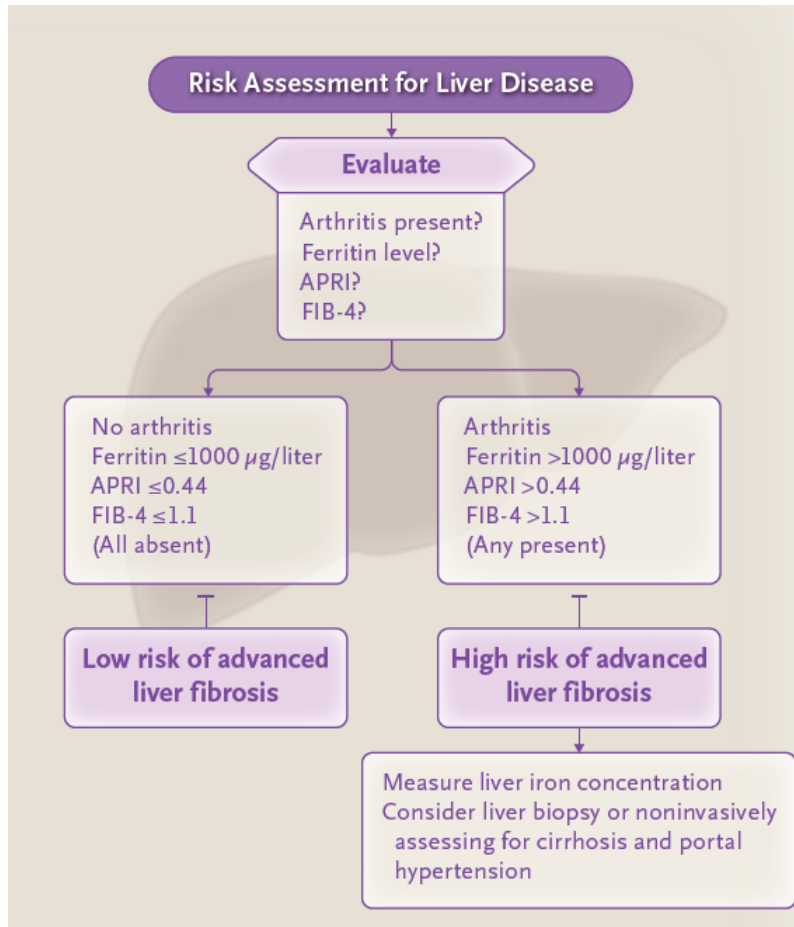 Risk Assessment for Liver Disease
Evaluate
Arthritis present?
Ferritin level?
APRI?
FIB-4?
No arthritis
Ferritin ≤1000 µg/liter
APRI ≤0.44
FIB-4 ≤1.1
(All absent)
Arthritis
Ferritin >1000 µg/liter
APRI >0.44
FIB-4 >1.1
(Any present)
Low risk of advanced
liver fibrosis
High risk of advanced
liver fibrosis
Measure liver iron concentration
Consider liver biopsy or noninvasively
assessing for cirrhosis and portal
hypertension